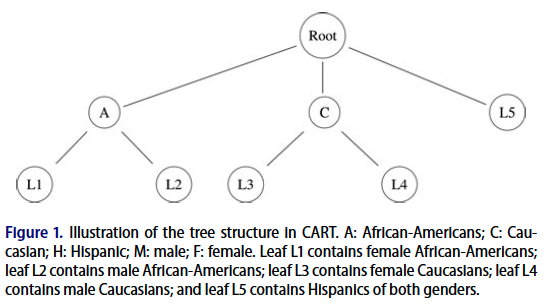 Root
A
C
L5
L1
L2
L3
L4
Figure 1. Illustration of the tree structure in CART. A: African-Americans; C: Cau-
casian; H: Hispanic; M: male; F: female. Leaf L1 contains female African-Americans;
leaf L2 contains male African-Americans; leaf L3 contains female Caucasians; leaf L4
contains male Caucasians; and leaf L5 contains Hispanics of both genders.